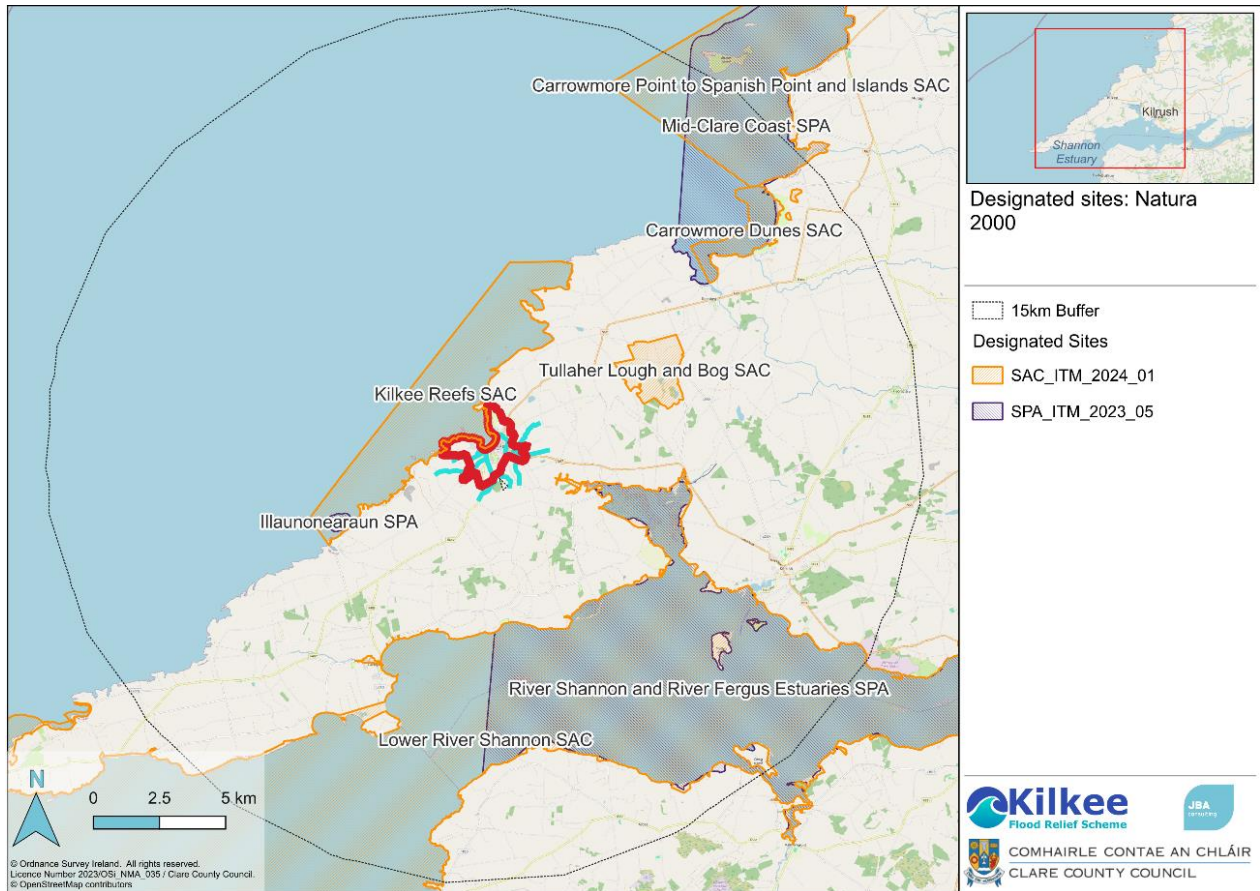 Carrowmore Point to Spanish Point and Islands SAC
Mid-Clare Coast SPA
Carrowmore Dunes SAC
Tullaher Lough and Bog SAC
Kilkee Reefs SAC
Illaunonearaun SPA
River Shannon and River Fergus Estuaries SPA
Lower River Shannon SAC
N
0 2.5 5 km
© Ordnance Survey Ireland. All rights reserved.
Licence Number 2023/OSi_NMA_035 / Clare County Council.
© OpenStreetMap contributors
Kilrush
Shannon
Estuary
Designated sites: Natura
2000
15km Buffer
Designated Sites
SAC_ITM_2024_01
SPA_ITM_2023_05
Kilkee
Flood Relief Scheme
JBA
consulting
COMHAIRLE CONTAE AN CHLÁIR
CLARE COUNTY COUNCIL